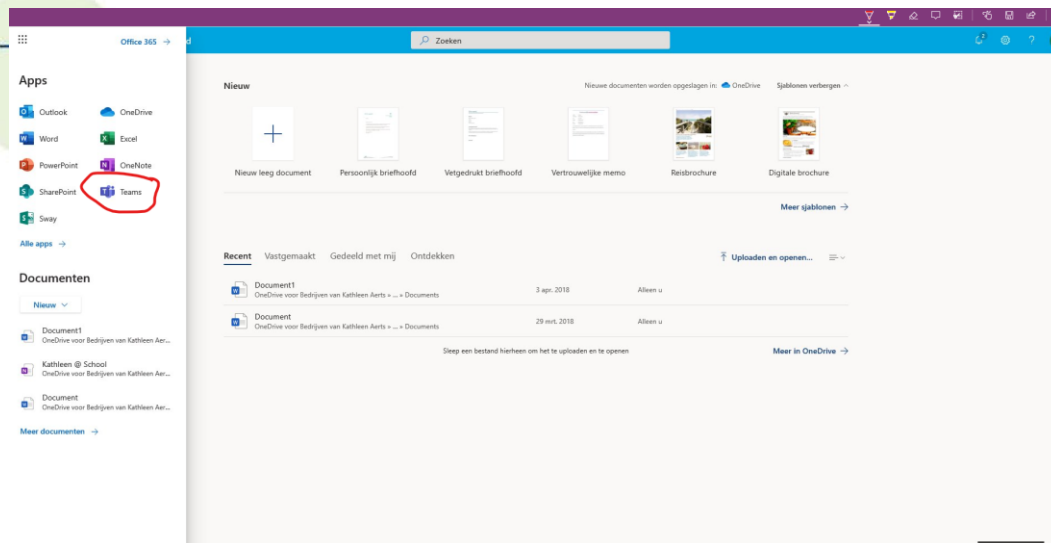 Office 365 →
d
Zoeken
2
?
Apps
Outlook
OneDrive
Word
Excel
PowerPoint
OneNote
SharePoint
Teams
Sway
Alle apps →
Documenten
Nieuw
Document1
OneDrive voor Bedrijven van Kathleen Aer...
Kathleen @ School
OneDrive voor Bedrijven van Kathleen Aer...
Document
OneDrive voor Bedrijven van Kathleen Aer...
Meer documenten →
Nieuw
Nieuwe documenten worden opgeslagen in: OneDrive
Sjablonen verbergen
Nieuw leeg document
Persoonlijk briefhoofd
Vetgedrukt briefhoofd
Vertrouwelijke memo
Reisbrochure
Digitale brochure
Meer sjablonen →
Recent Vastgemaakt Gedeeld met mij Ontdekken
Uploaden en openen...
Document1
OneDrive voor Bedrijven van Kathleen Aerts » ... » Documents
3 apr. 2018
Alleen u
Document
OneDrive voor Bedrijven van Kathleen Aerts » ... » Documents
29 mrt. 2018
Alleen u
Sleep een bestand hierheen om het te uploaden en te openen
Meer in OneDrive →